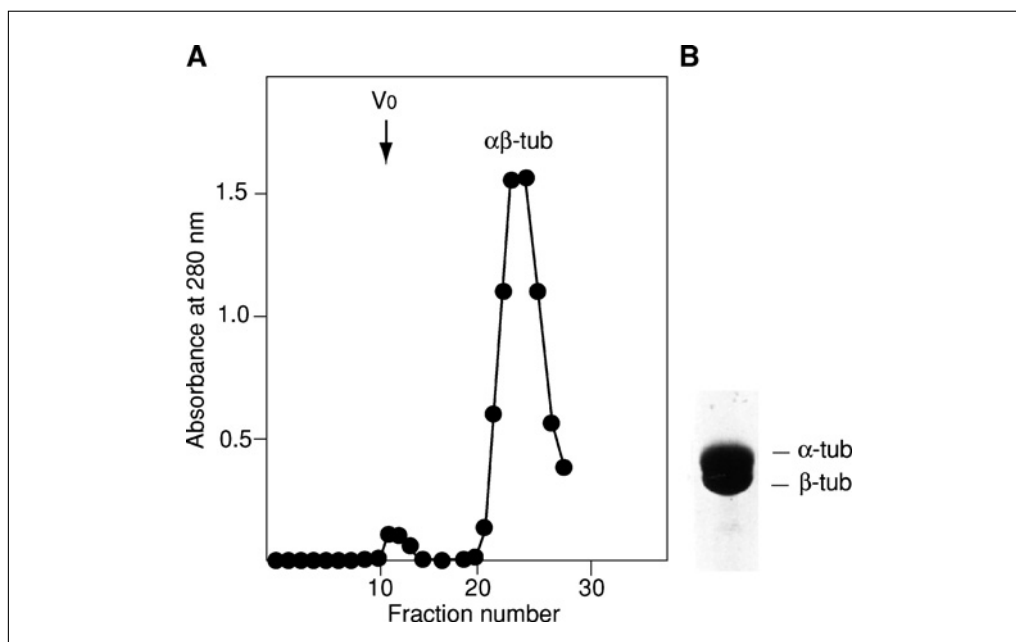 A
B
V0
αβ-tub
1.5
1.0
0.5
Absorbance at 280 nm
10
20
30
Fraction number
α-tub
β-tub